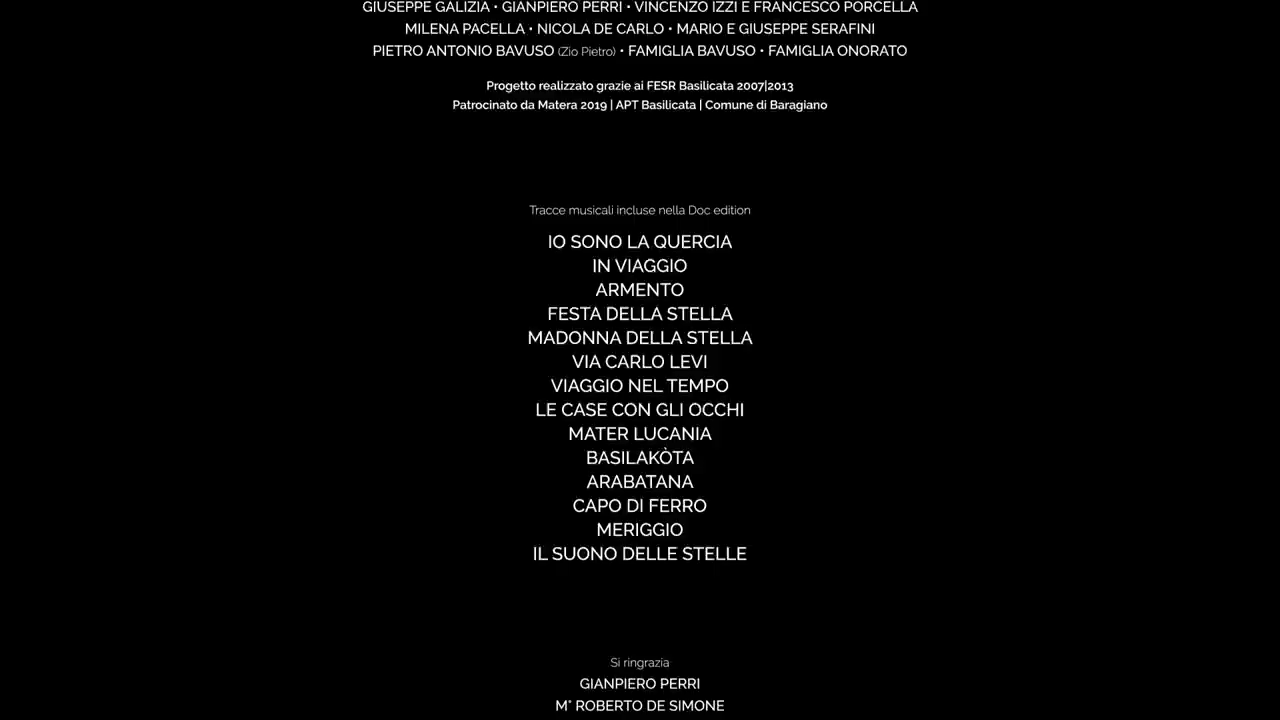 GIUSEPPE GALIZIA • GIANPIERO PERRI • VINCENZO IZZI E FRANCESCO PORCELLA
MILENA PACELLA • NICOLA DE CARLO • MARIO E GIUSEPPE SERAFINI
PIETRO ANTONIO BAVUSO (Zio Pietro) • FAMIGLIA BAVUSO • FAMIGLIA ONORATO
Progetto realizzato grazie ai FESR Basilicata 2007|2013
Patrocinato da Matera 2019 | APT Basilicata | Comune di Baragiano
Tracce musicali incluse nella Doc edition
IO SONO LA QUERCIA
IN VIAGGIO
ARMENTO
FESTA DELLA STELLA
MADONNA DELLA STELLA
VIA CARLO LEVI
VIAGGIO NEL TEMPO
LE CASE CON GLI OCCHI
MATER LUCANIA
BASILAKÒTA
ARABATANA
CAPO DI FERRO
MERIGGIO
IL SUONO DELLE STELLE
Si ringrazia
GIANPIERO PERRI
M° ROBERTO DE SIMONE